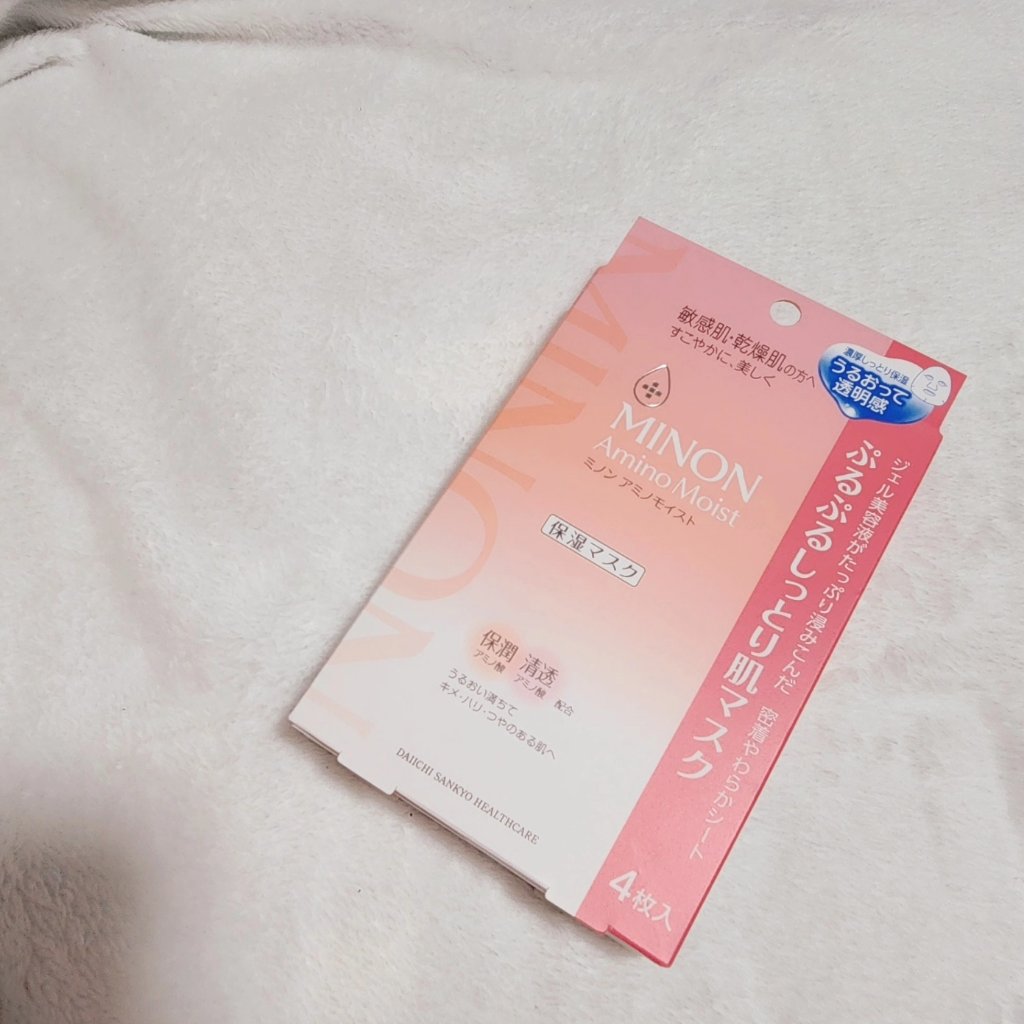 敏感肌・乾燥肌の方へ
すこやかに、美しく
MINON
Amino Moist
ミノン アミノモイスト
保湿マスク
保潤 清透
アミノ酸 アミノ酸 配合
うるおい満ちて
キメ・ハリ・つやのある肌へ
DAIICHI SANKYO HEALTHCARE
MINON
濃厚しっとり保湿
うるおって
透明感
ジェル美容液がたっぷり浸みこんだ 密着やわらかシート
ぷるぷるしっとり肌マスク
4枚入